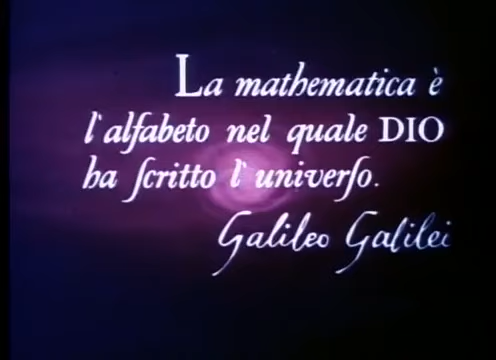 La mathematica è
l'alfabeto nel quale DIO
ha ſcritto l'univerſo.
Galileo Galilei